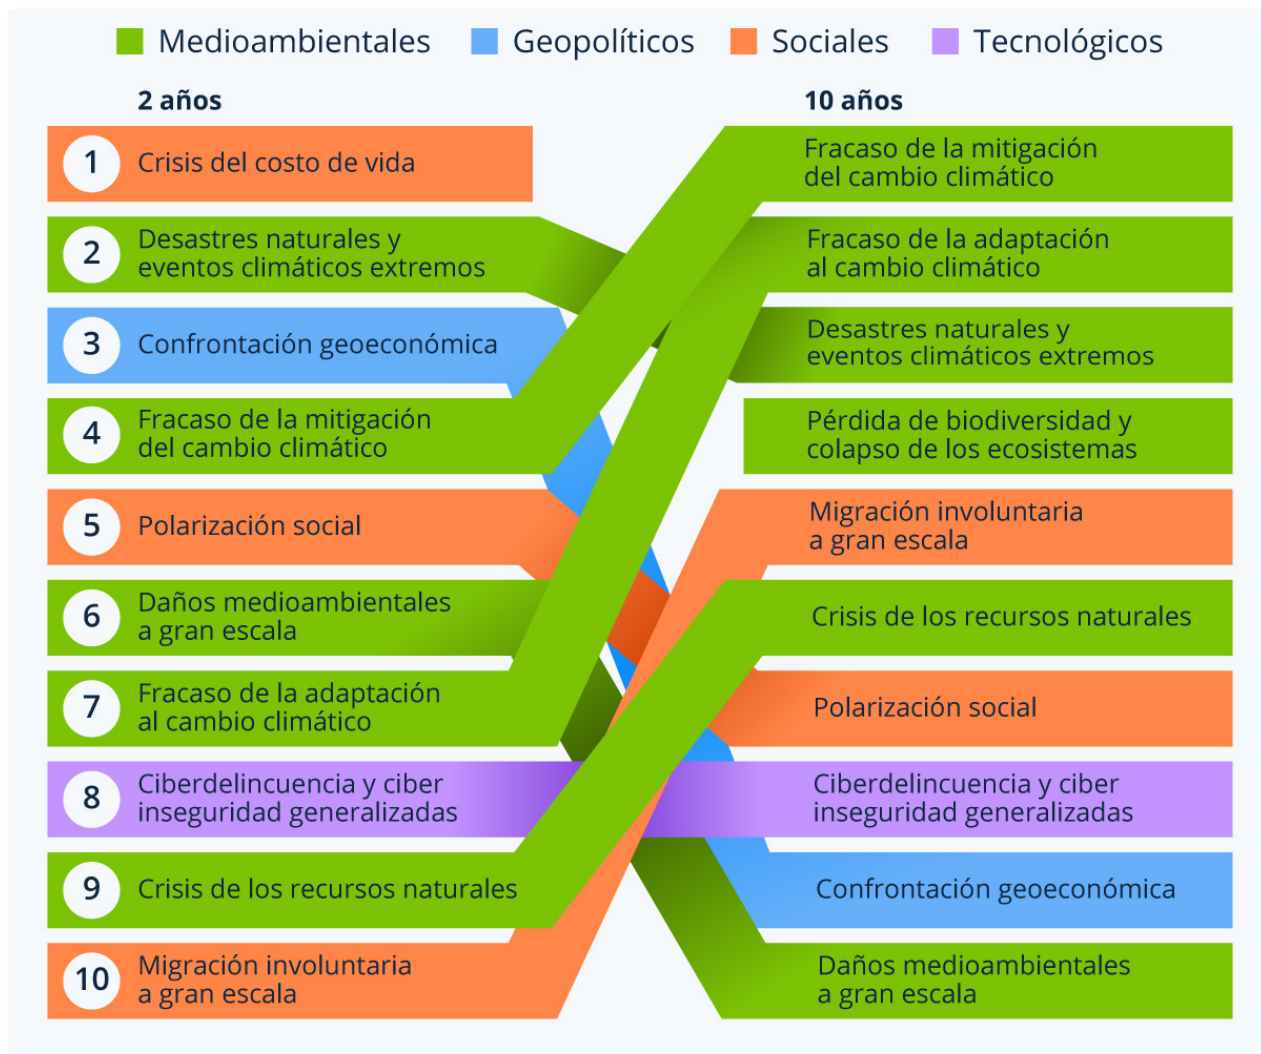 Medioambientales Geopolíticos Sociales Tecnológicos
2 años
1 Crisis del costo de vida
2 Desastres naturales y
eventos climáticos extremos
3 Confrontación geoeconómica
4 Fracaso de la mitigación
del cambio climático
5 Polarización social
6 Daños medioambientales
a gran escala
7 Fracaso de la adaptación
al cambio climático
8 Ciberdelincuencia y ciber
inseguridad generalizadas
9 Crisis de los recursos naturales
10 Migración involuntaria
a gran escala
10 años
Fracaso de la mitigación
del cambio climático
Fracaso de la adaptación
al cambio climático
Desastres naturales y
eventos climáticos extremos
Pérdida de biodiversidad y
colapso de los ecosistemas
Migración involuntaria
a gran escala
Crisis de los recursos naturales
Polarización social
Ciberdelincuencia y ciber
inseguridad generalizadas
Confrontación geoeconómica
Daños medioambientales
a gran escala